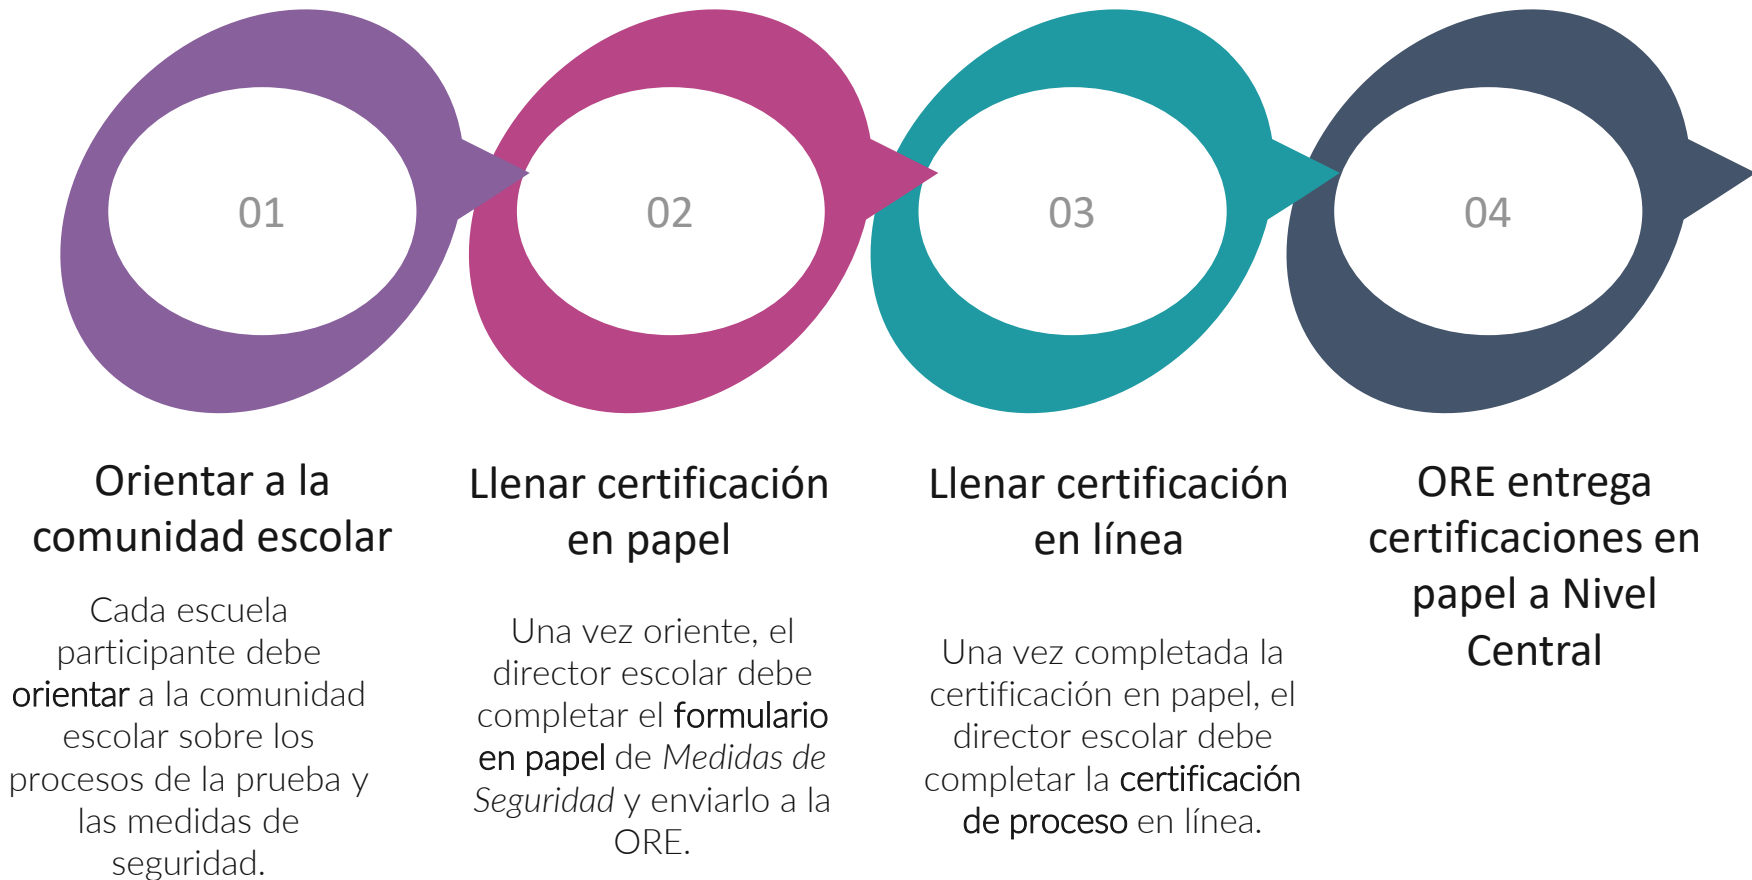 01
02
03
04
Orientar a la
comunidad escolar
Cada escuela
participante debe
orientar a la comunidad
escolar sobre los
procesos de la prueba y
las medidas de
seguridad.
Llenar certificación
en papel
Una vez oriente, el
director escolar debe
completar el formulario
en papel de Medidas de
Seguridad y enviarlo a la
ORE.
Llenar certificación
en línea
Una vez completada la
certificación en papel, el
director escolar debe
completar la certificación
de proceso en línea.
ORE entrega
certificaciones en
papel a Nivel
Central